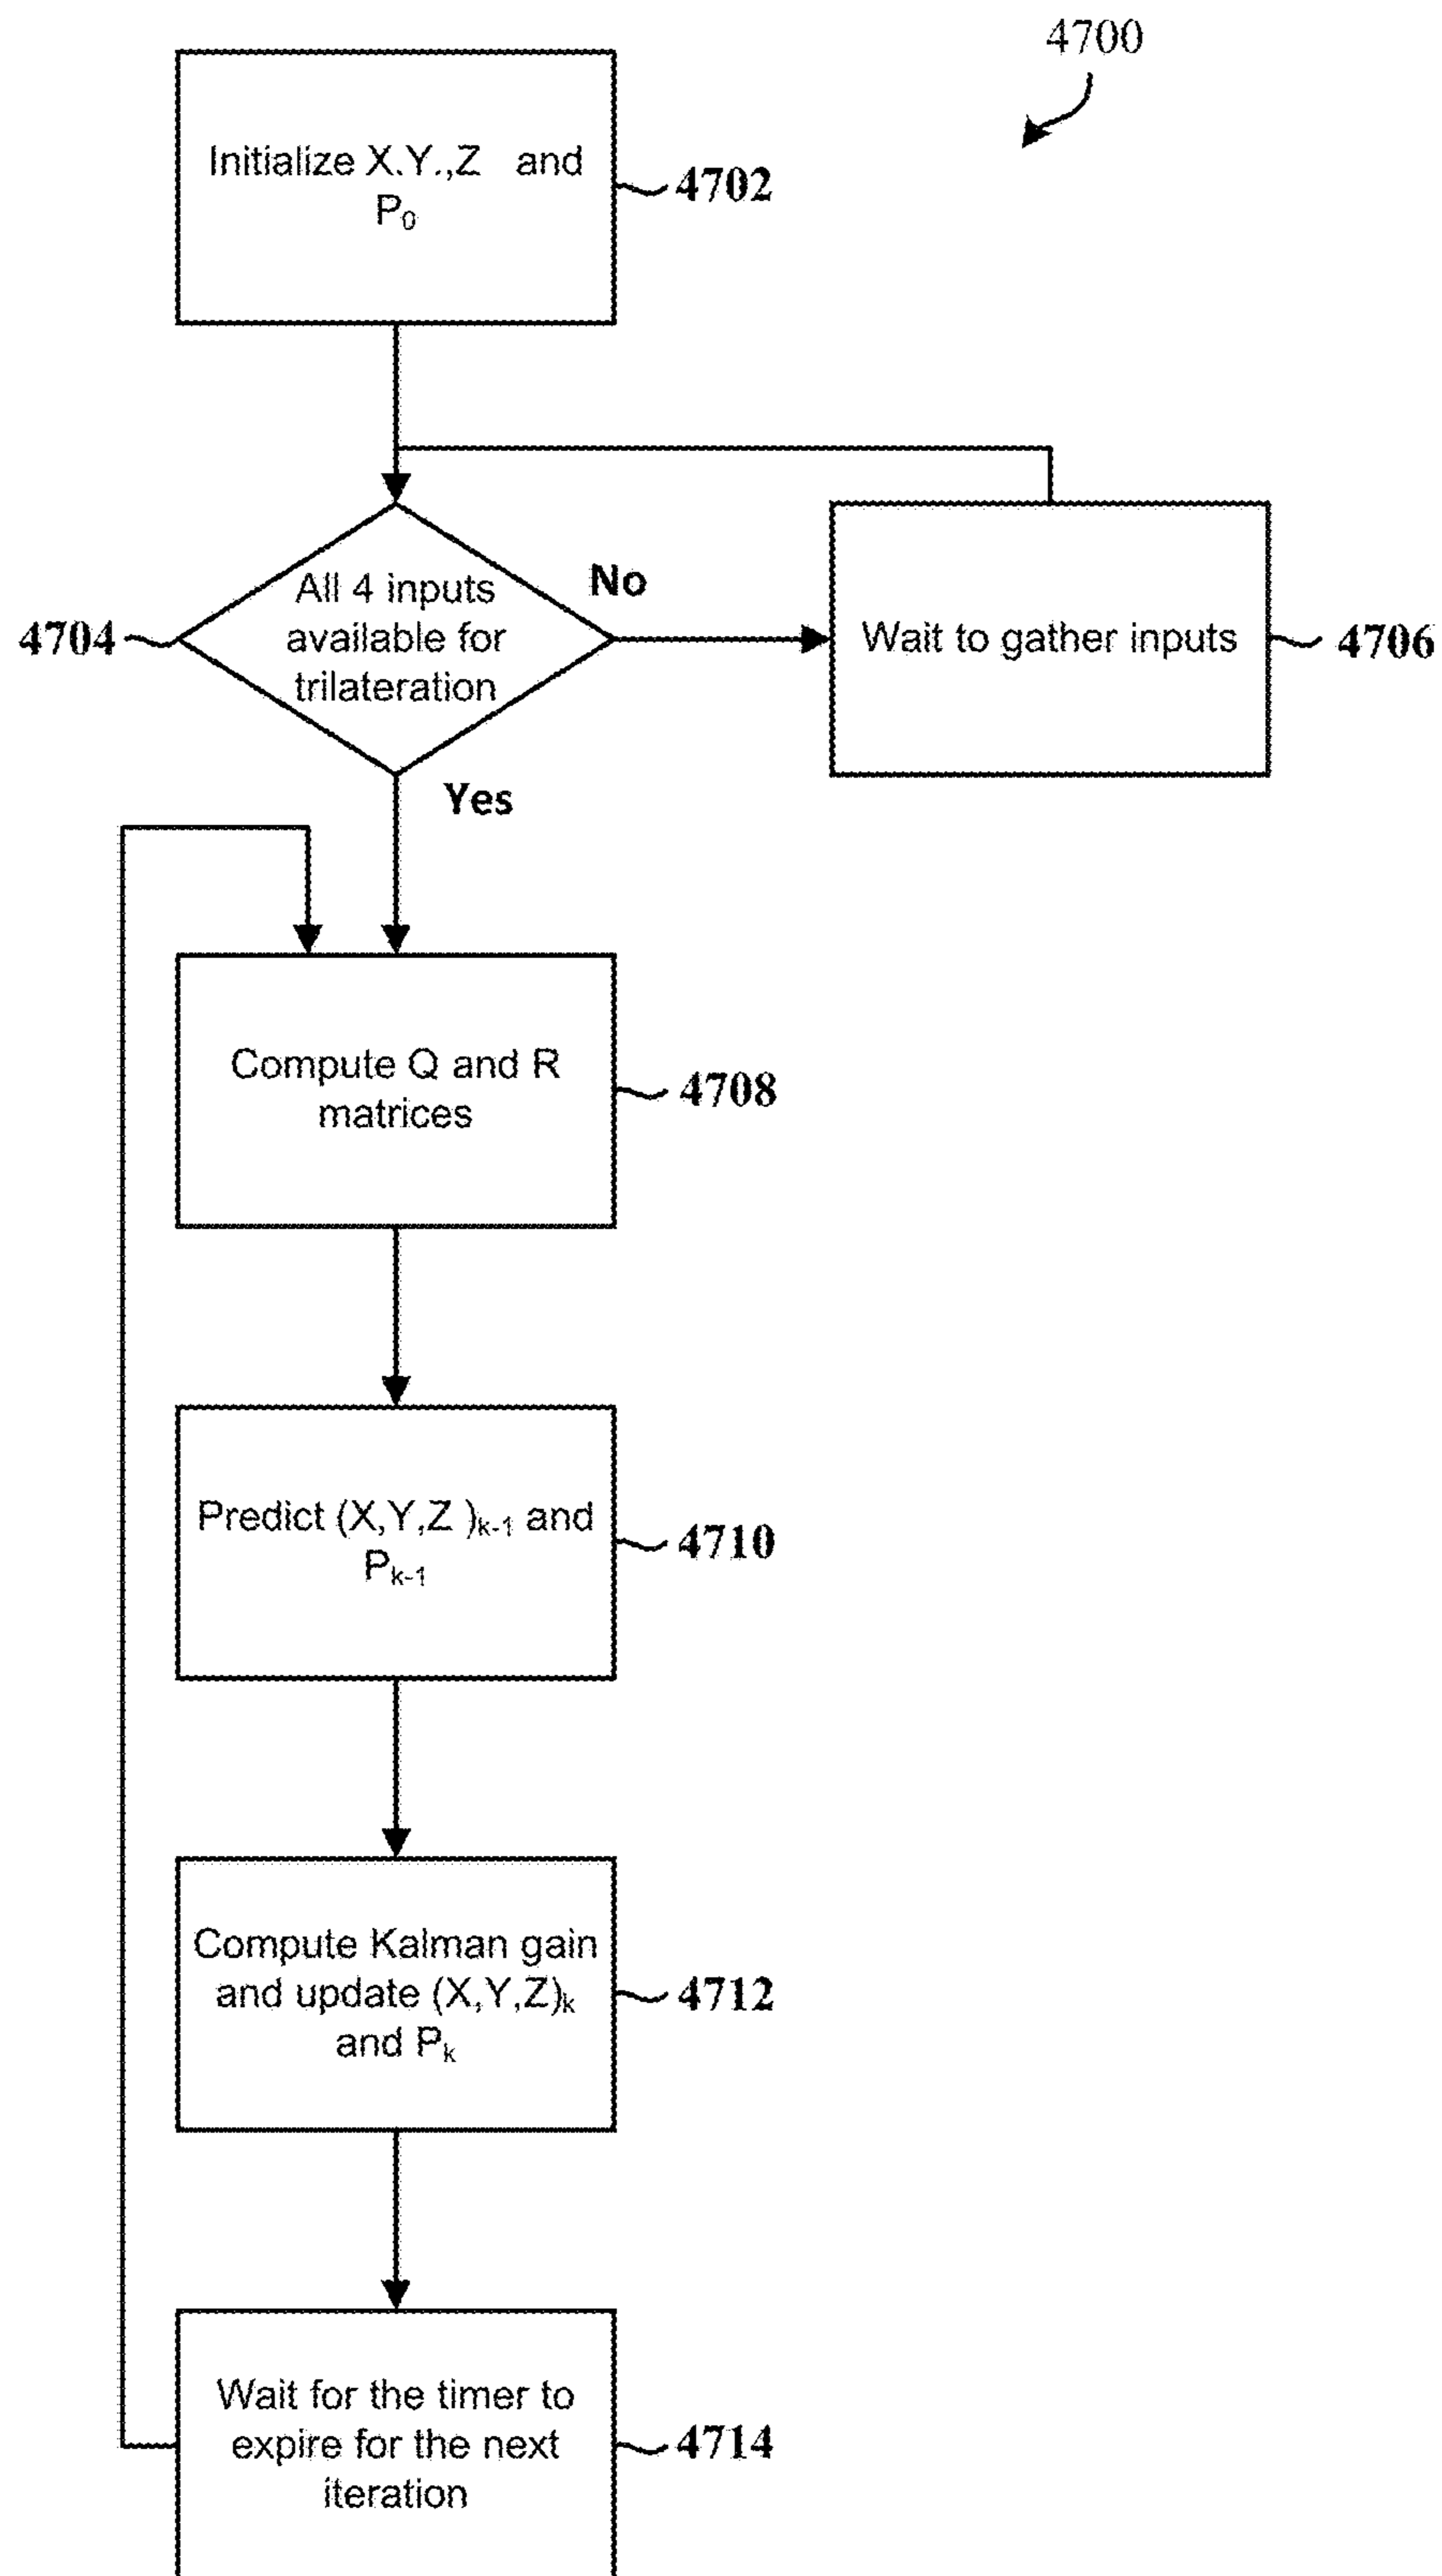 4700
Initialize X.Y.,Z and
P₀
4702
All 4 inputs
available for
trilateration
4704
No
Wait to gather inputs
4706
Yes
Compute Q and R
matrices
4708
Predict (X,Y,Z )ₖ₋₁ and
Pₖ₋₁
4710
Compute Kalman gain
and update (X,Y,Z)ₖ
and Pₖ
4712
Wait for the timer to
expire for the next
iteration
4714